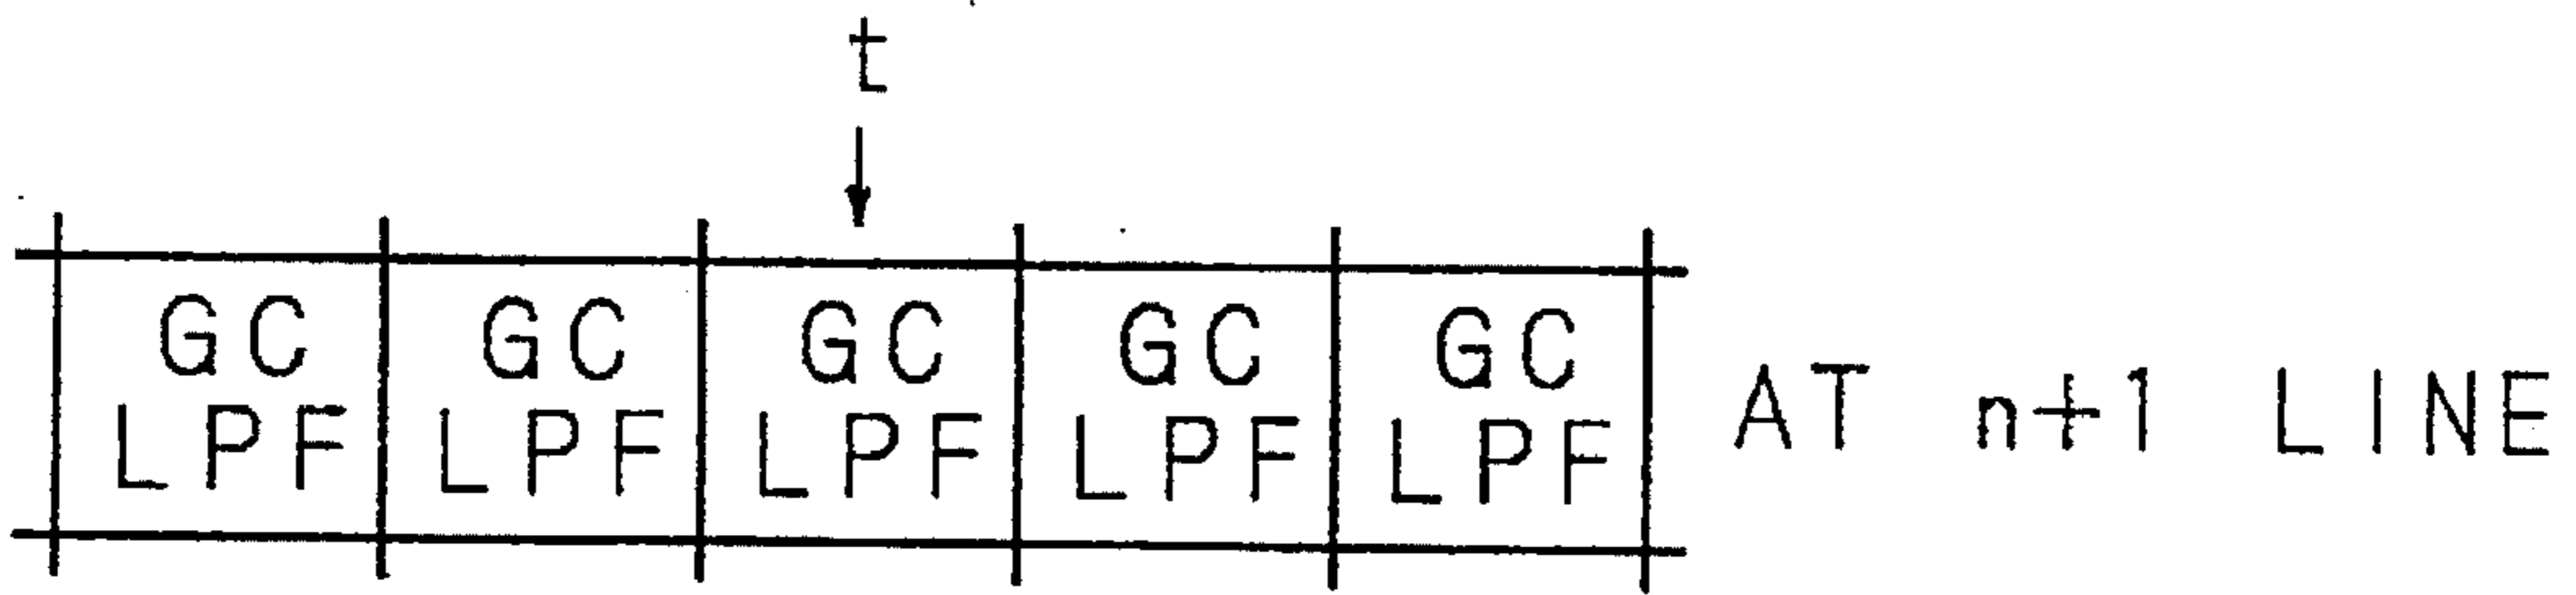 t
GC GC GC GC GC
LPF LPF LPF LPF LPF
AT n+1 LINE